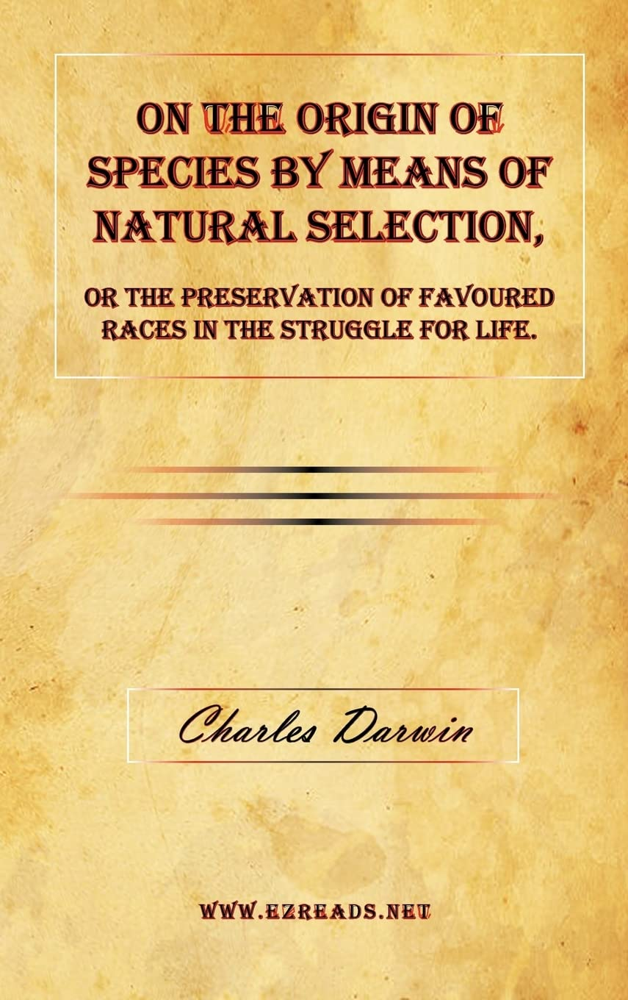 ON THE ORIGIN OF
SPECIES BY MEANS OF
NATURAL SELECTION,
OR THE PRESERVATION OF FAVOURED
RACES IN THE STRUGGLE FOR LIFE.
Charles Darwin
WWW.EZREADS.NET